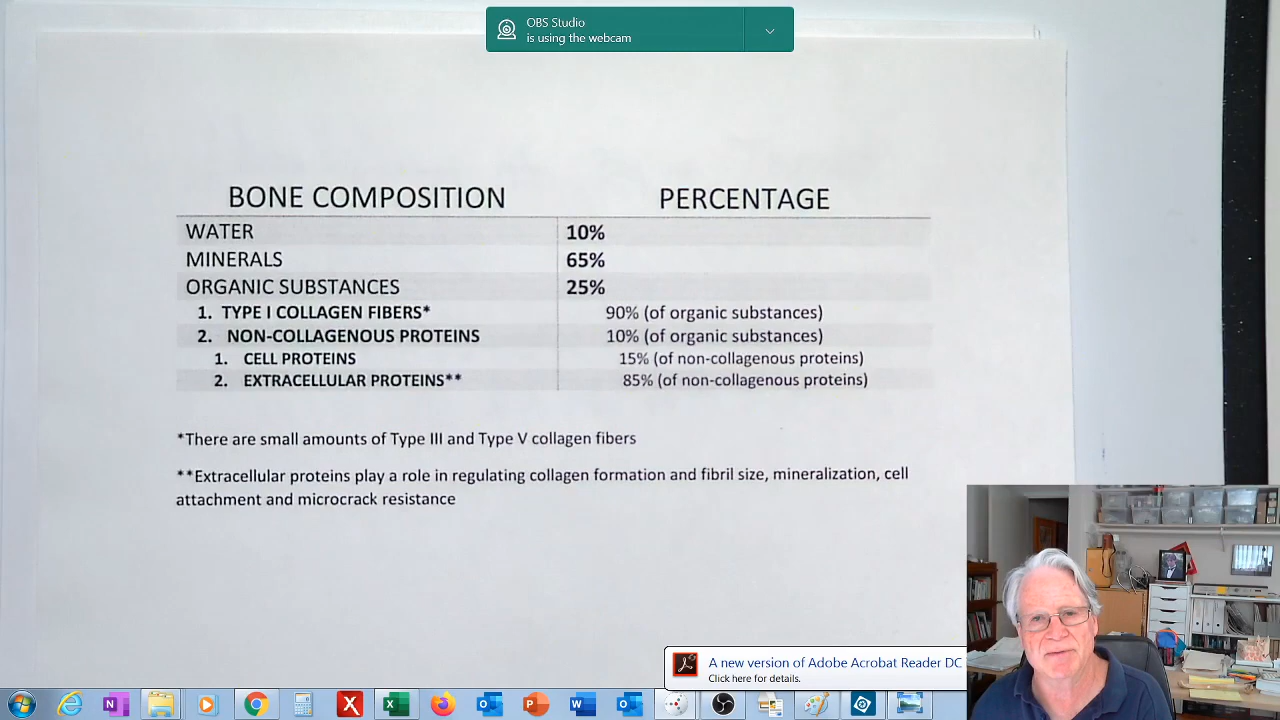 OBS Studio
is using the webcam
BONE COMPOSITION PERCENTAGE
WATER 10%
MINERALS 65%
ORGANIC SUBSTANCES 25%
1. TYPE I COLLAGEN FIBERS* 90% (of organic substances)
2. NON-COLLAGENOUS PROTEINS 10% (of organic substances)
1. CELL PROTEINS 15% (of non-collagenous proteins)
2. EXTRACELLULAR PROTEINS** 85% (of non-collagenous proteins)
*There are small amounts of Type III and Type V collagen fibers
**Extracellular proteins play a role in regulating collagen formation and fibril size, mineralization, cell
attachment and microcrack resistance
A new version of Adobe Acrobat Reader DC
Click here for details.